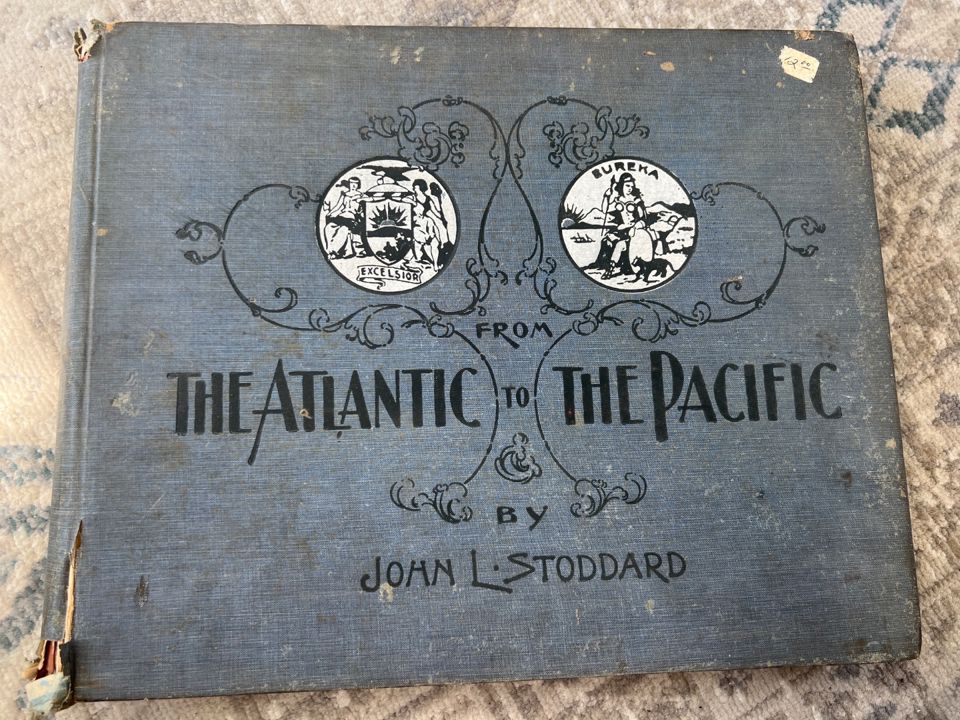 EUREKA
EXCELSIOR
FROM
THE ATLANTIC TO THE PACIFIC
BY
JOHN L. STODDARD